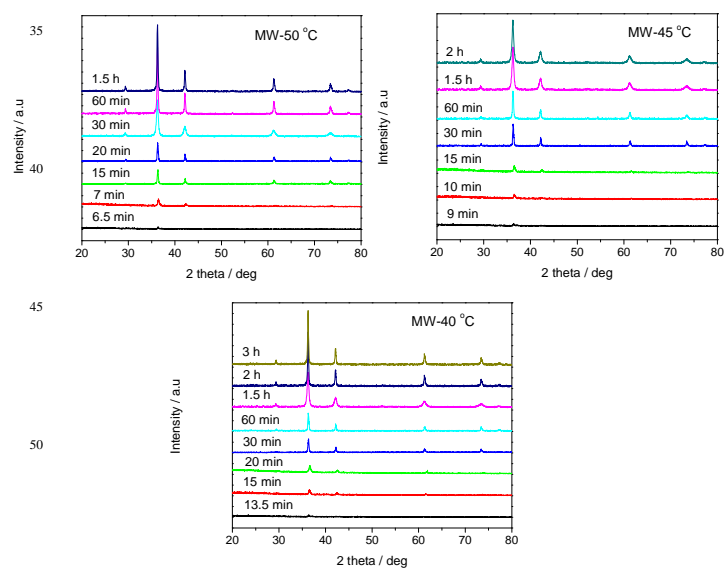 35
40
45
50
MW-50 °C
Intensity / a.u
1.5 h
60 min
30 min
20 min
15 min
7 min
6.5 min
20 30 40 50 60 70 80
2 theta / deg
MW-45 °C
Intensity / a.u
2 h
1.5 h
60 min
30 min
15 min
10 min
9 min
20 30 40 50 60 70 80
2 theta / deg
MW-40 °C
Intensity / a.u
3 h
2 h
1.5 h
60 min
30 min
20 min
15 min
13.5 min
20 30 40 50 60 70 80
2 theta / deg